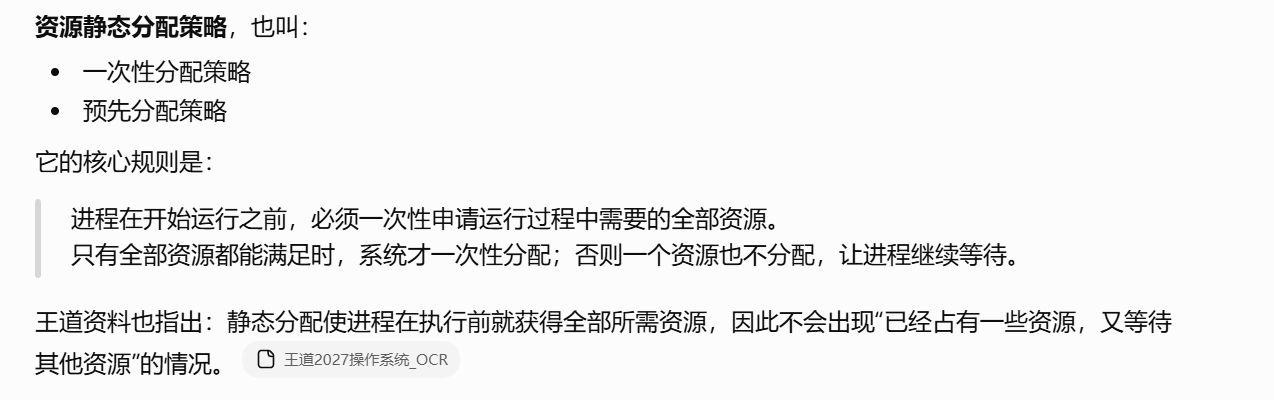 资源静态分配策略，也叫：
• 一次性分配策略
• 预先分配策略
它的核心规则是：
进程在开始运行之前，必须一次性申请运行过程中需要的全部资源。
只有全部资源都能满足时，系统才一次性分配；否则一个资源也不分配，让进程继续等待。
王道资料也指出：静态分配使进程在执行前就获得全部所需资源，因此不会出现“已经占有一些资源，又等待
其他资源”的情况。 王道2027操作系统_OCR